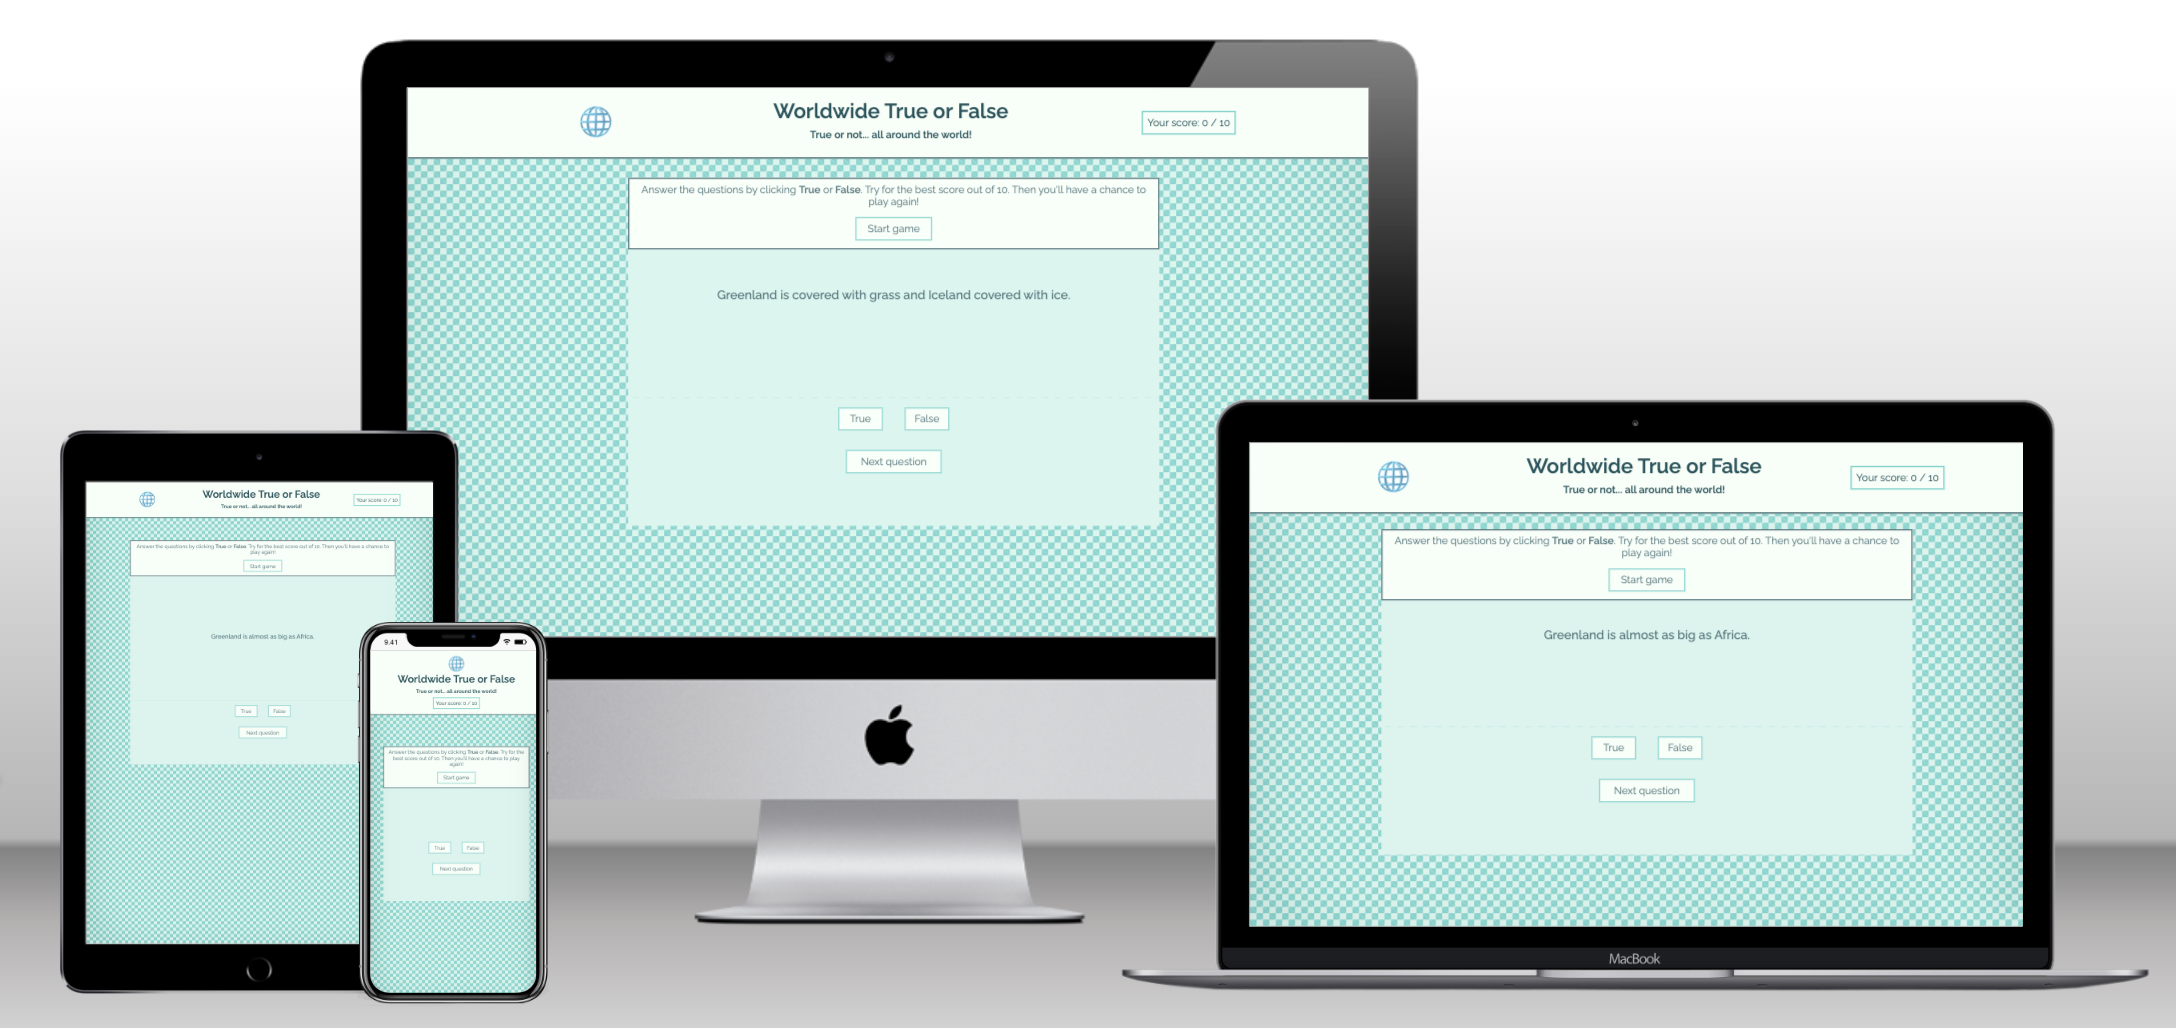 Worldwide True or False
True or not... all around the world!
Your score: 0 / 10
Answer the questions by clicking True or False. Try for the best score out of 10. Then you'll have a chance to
play again!
Start game
Greenland is covered with grass and Iceland covered with ice.
True False
Next question
Worldwide True or False
True or not... all around the world!
Your score: 0 / 10
Answer the questions by clicking True or False. Try for the best score out of 10. Then you'll have a chance to
play again!
Start game
Greenland is almost as big as Africa.
True False
Next question
9:41
Worldwide True or False
True or not... all around the world!
Your score: 0 / 10
Answer the questions by clicking True or False. Try for the
best score out of 10. Then you'll have a chance to play
again!
Start game
True False
Next question
Worldwide True or False
True or not... all around the world!
Your score: 0 / 10
Answer the questions by clicking True or False. Try for the best score out of 10. Then you'll have a chance to
play again!
Start game
Greenland is almost as big as Africa.
True False
Next question
MacBook